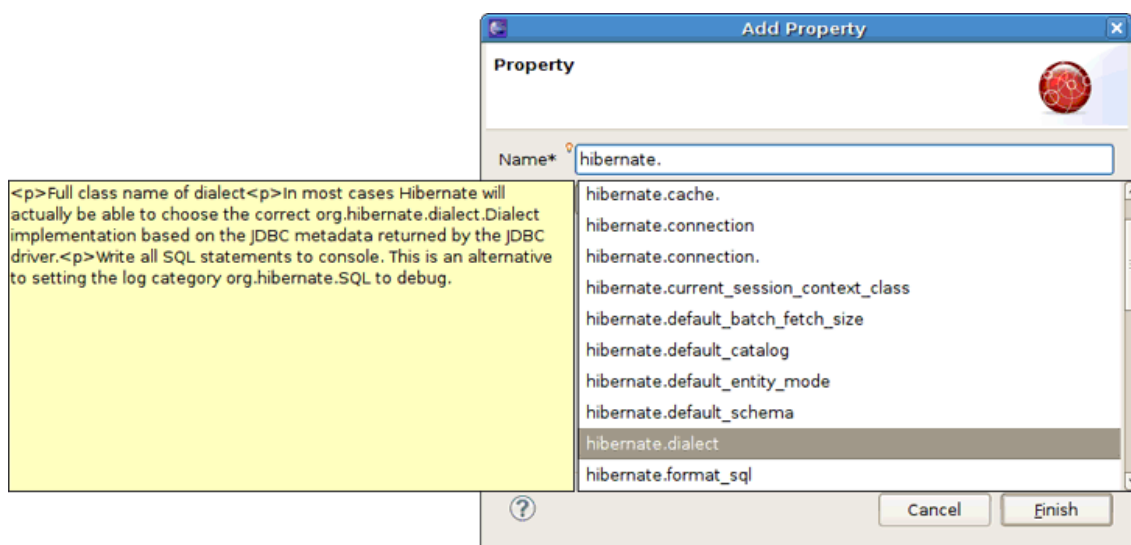 Add Property
Property
Name*
hibernate.
<p>Full class name of dialect<p>In most cases Hibernate will
actually be able to choose the correct org.hibernate.dialect.Dialect
implementation based on the JDBC metadata returned by the JDBC
driver.<p>Write all SQL statements to console. This is an alternative
to setting the log category org.hibernate.SQL to debug.
hibernate.cache.
hibernate.connection
hibernate.connection.
hibernate.current_session_context_class
hibernate.default_batch_fetch_size
hibernate.default_catalog
hibernate.default_entity_mode
hibernate.default_schema
hibernate.dialect
hibernate.format_sql
?
Cancel
Finish